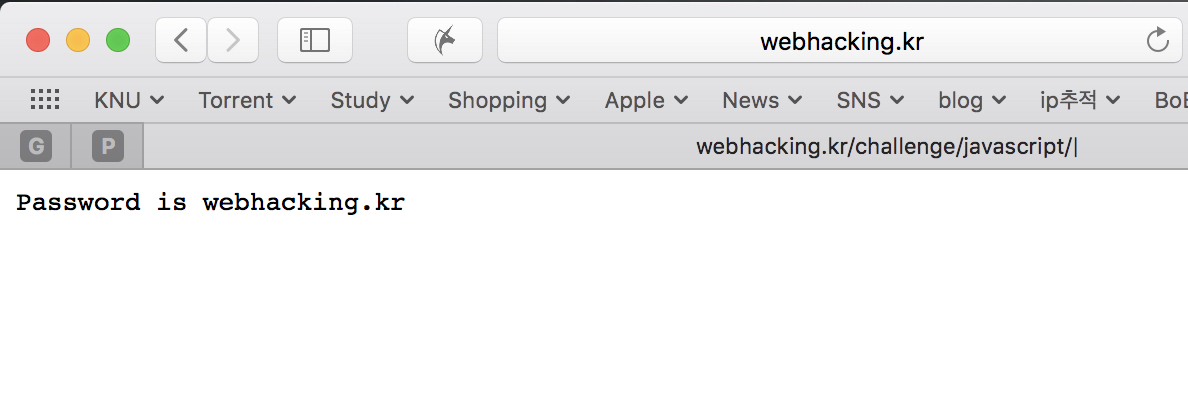 webhacking.kr
KNU Torrent Study Shopping Apple News SNS blog ip추적
G P webhacking.kr/challenge/javascript/|
Password is webhacking.kr